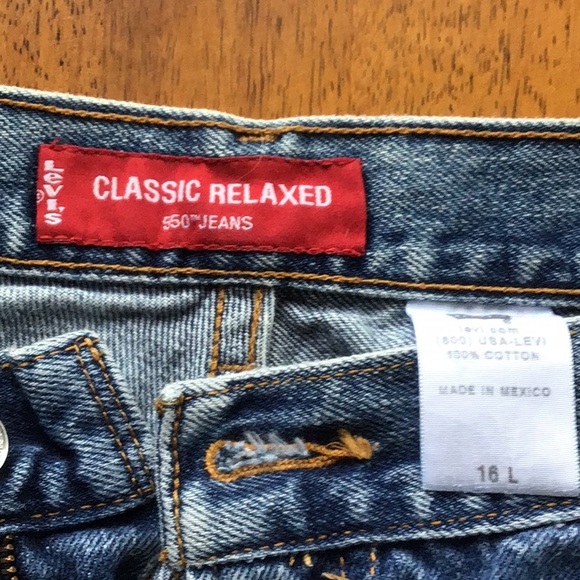 Levi's
®
CLASSIC RELAXED
550™ JEANS
levi.com
(800) USA-LEVI
100% COTTON
MADE IN MEXICO
16 L